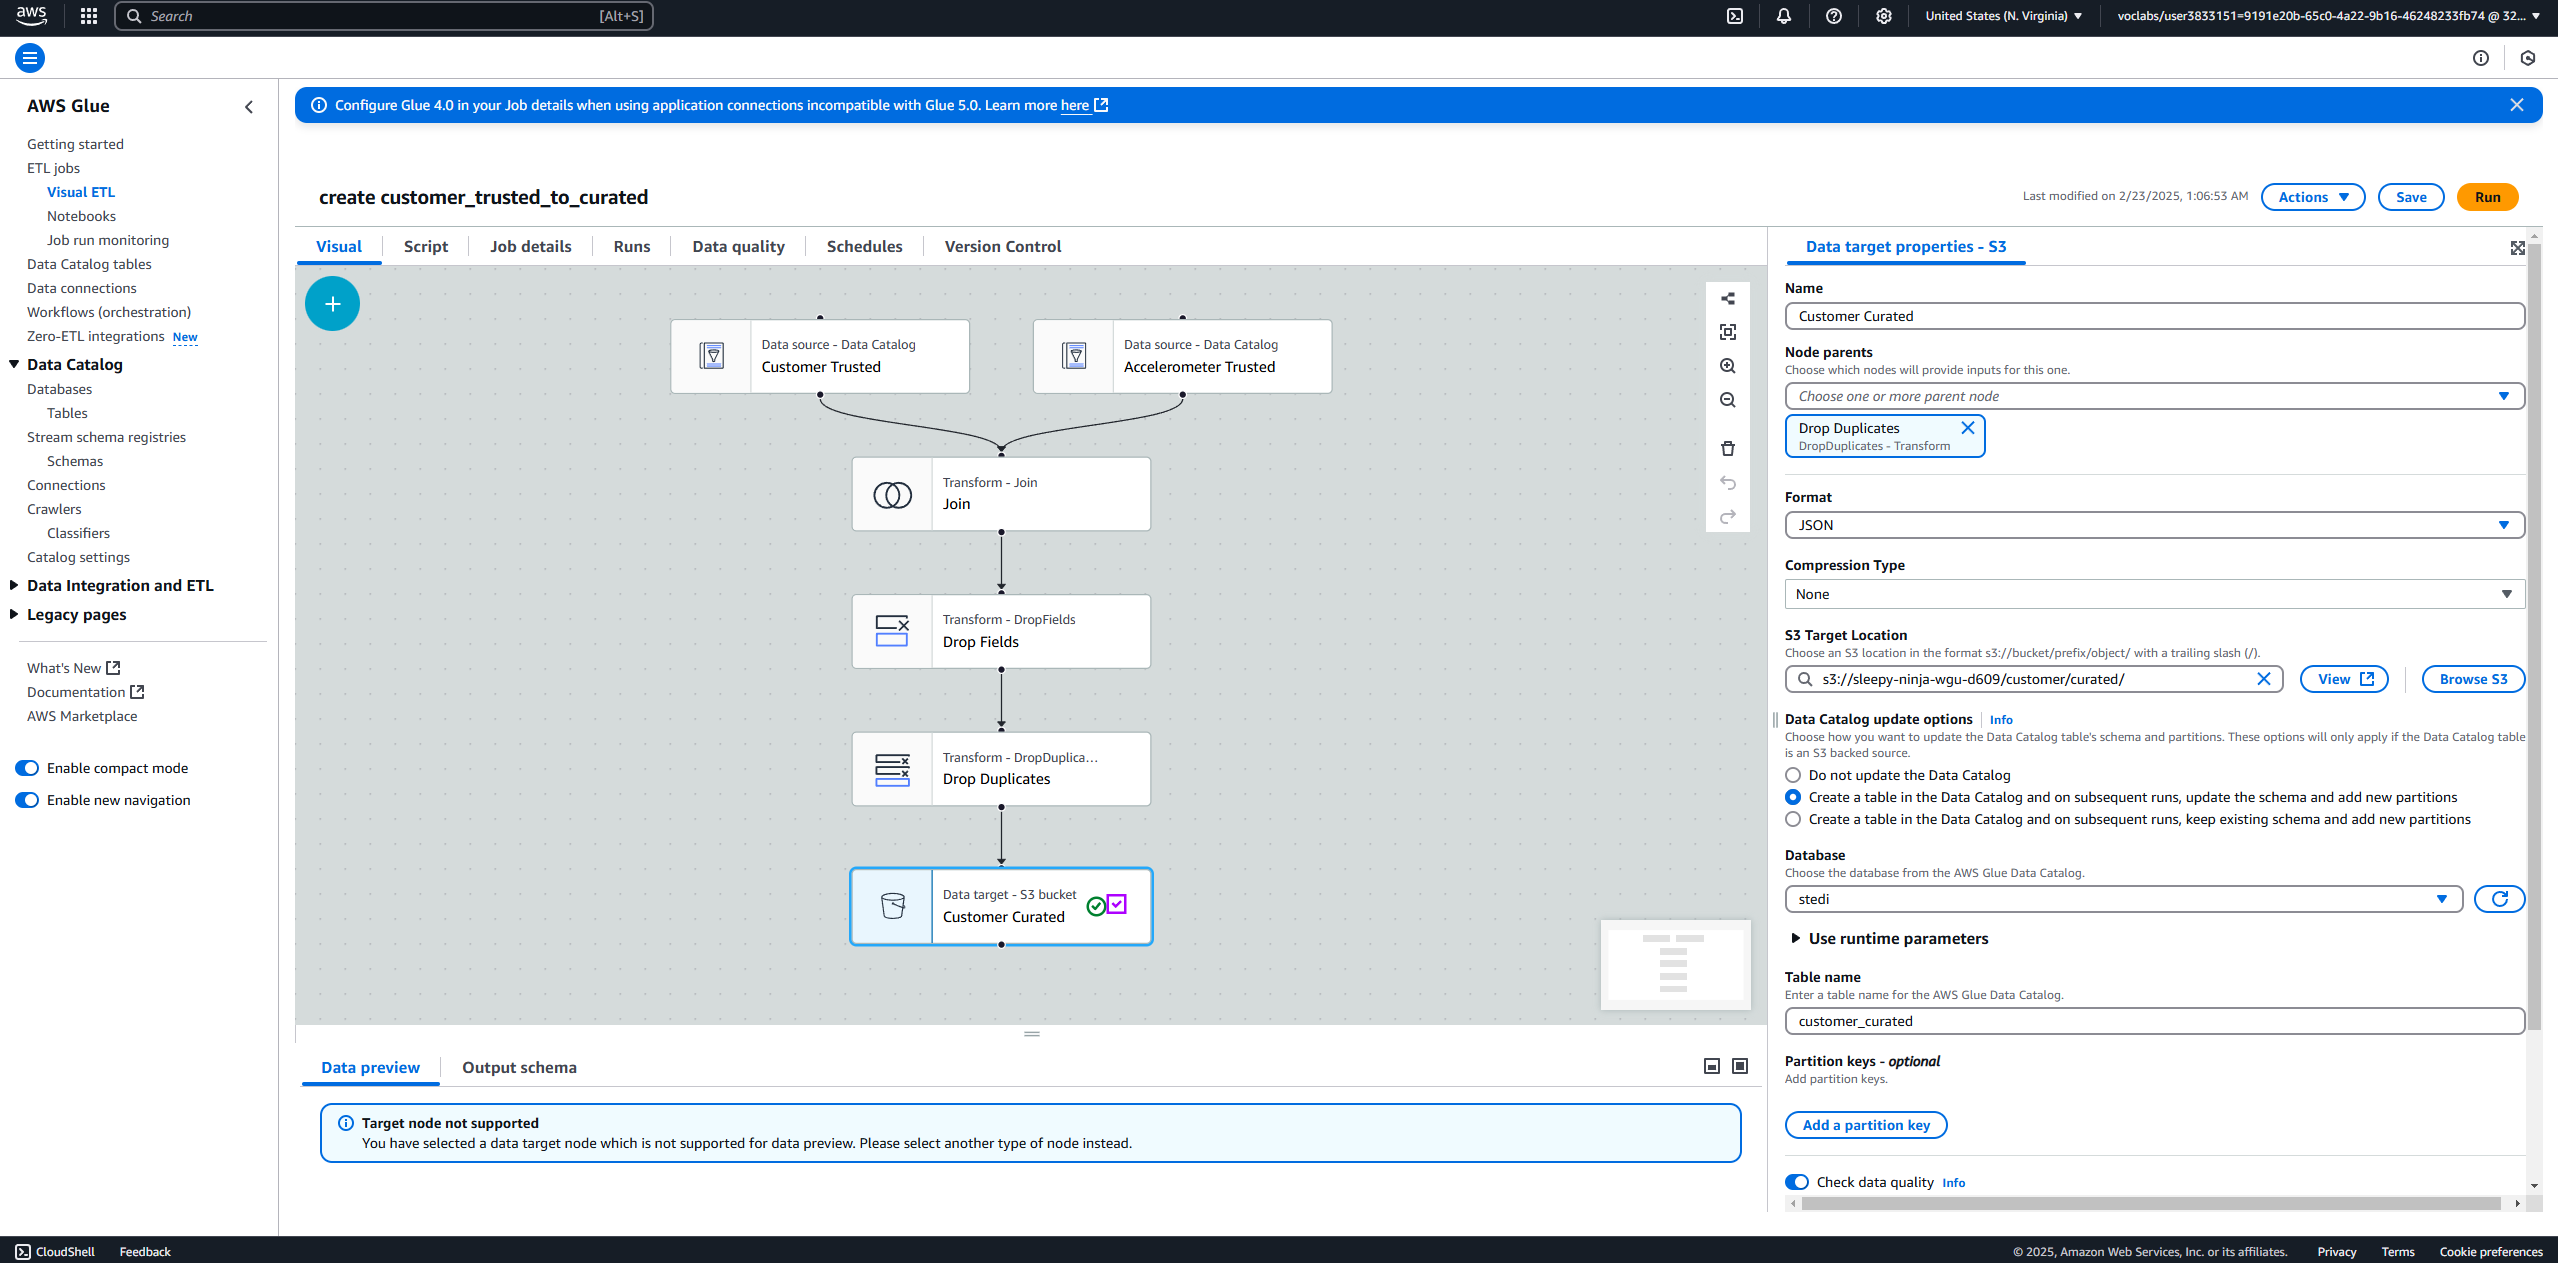 aws
Search [Alt+S]
United States (N. Virginia)
voclabs/user3833151=9191e20b-65c0-4a22-9b16-46248233fb74 @ 32...
AWS Glue
Getting started
ETL jobs
Visual ETL
Notebooks
Job run monitoring
Data Catalog tables
Data connections
Workflows (orchestration)
Zero-ETL integrations New
Data Catalog
Databases
Tables
Stream schema registries
Schemas
Connections
Crawlers
Classifiers
Catalog settings
Data Integration and ETL
Legacy pages
What's New
Documentation
AWS Marketplace
Enable compact mode
Enable new navigation
Configure Glue 4.0 in your Job details when using application connections incompatible with Glue 5.0. Learn more here
create customer_trusted_to_curated
Last modified on 2/23/2025, 1:06:53 AM
Actions
Save
Run
Visual
Script
Job details
Runs
Data quality
Schedules
Version Control
Data source - Data Catalog
Customer Trusted
Data source - Data Catalog
Accelerometer Trusted
Transform - Join
Join
Transform - DropFields
Drop Fields
Transform - DropDuplica...
Drop Duplicates
Data target - S3 bucket
Customer Curated
Data preview
Output schema
Target node not supported
You have selected a data target node which is not supported for data preview. Please select another type of node instead.
Data target properties - S3
Name
Customer Curated
Node parents
Choose which nodes will provide inputs for this one.
Choose one or more parent node
Drop Duplicates
DropDuplicates - Transform
Format
JSON
Compression Type
None
S3 Target Location
Choose an S3 location in the format s3://bucket/prefix/object/ with a trailing slash (/).
s3://sleepy-ninja-wgu-d609/customer/curated/
View
Browse S3
Data Catalog update options Info
Choose how you want to update the Data Catalog table's schema and partitions. These options will only apply if the Data Catalog table
is an S3 backed source.
Do not update the Data Catalog
Create a table in the Data Catalog and on subsequent runs, update the schema and add new partitions
Create a table in the Data Catalog and on subsequent runs, keep existing schema and add new partitions
Database
Choose the database from the AWS Glue Data Catalog.
stedi
Use runtime parameters
Table name
Enter a table name for the AWS Glue Data Catalog.
customer_curated
Partition keys - optional
Add partition keys.
Add a partition key
Check data quality Info
CloudShell
Feedback
© 2025, Amazon Web Services, Inc. or its affiliates.
Privacy
Terms
Cookie preferences